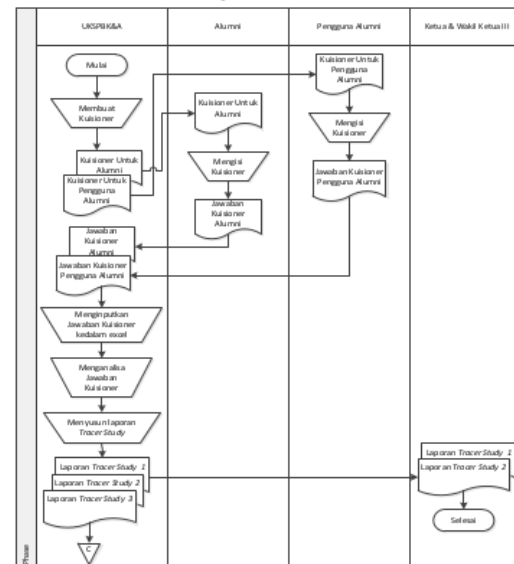 UKSPBK&A
Alumni
Pengguna Alumni
Ketua & Wakil Ketua III
Mulai
Membuat
Kuisioner
Kuisioner Untuk
Alumni
Kuisioner Untuk
Pengguna
Alumni
Kuisioner Untuk
Alumni
Mengisi
Kuisioner
Jawaban
Kuisioner
Alumni
Kuisioner Untuk
Pengguna
Alumni
Mengisi
Kuisioner
Jawaban Kuisioner
Pengguna Alumni
Jawaban
Kuisioner
Alumni
Jawaban Kuisioner
Pengguna Alumni
Menginputkan
Jawaban Kuisioner
kedalam excel
Menganalisa
Jawaban
Kuisioner
Menyusun laporan
Tracer Study
Laporan Tracer Study 1
Laporan Tracer Study 2
Laporan Tracer Study 3
C
Laporan Tracer Study 1
Laporan Tracer Study 2
Selesai
Phase